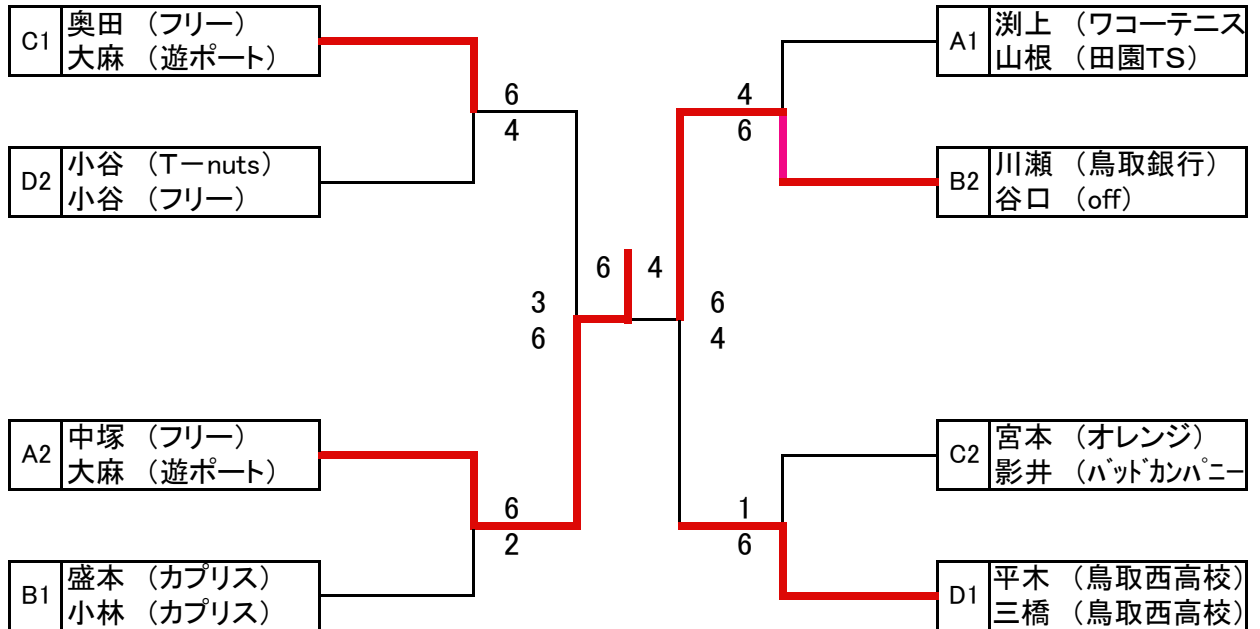 C1
奥田 (フリー)
大麻 (遊ポート)
D2
小谷 (T－nuts)
小谷 (フリー)
A2
中塚 (フリー)
大麻 (遊ポート)
B1
盛本 (カプリス)
小林 (カプリス)
6
4
3
6
6
2
6
4
4
6
6
4
1
6
A1
渕上 (ワコーテニス
山根 (田園TS)
B2
川瀬 (鳥取銀行)
谷口 (off)
C2
宮本 (オレンジ)
影井 (ﾊﾞｯﾄﾞｶﾝﾊﾟﾆｰ
D1
平木 (鳥取西高校)
三橋 (鳥取西高校)